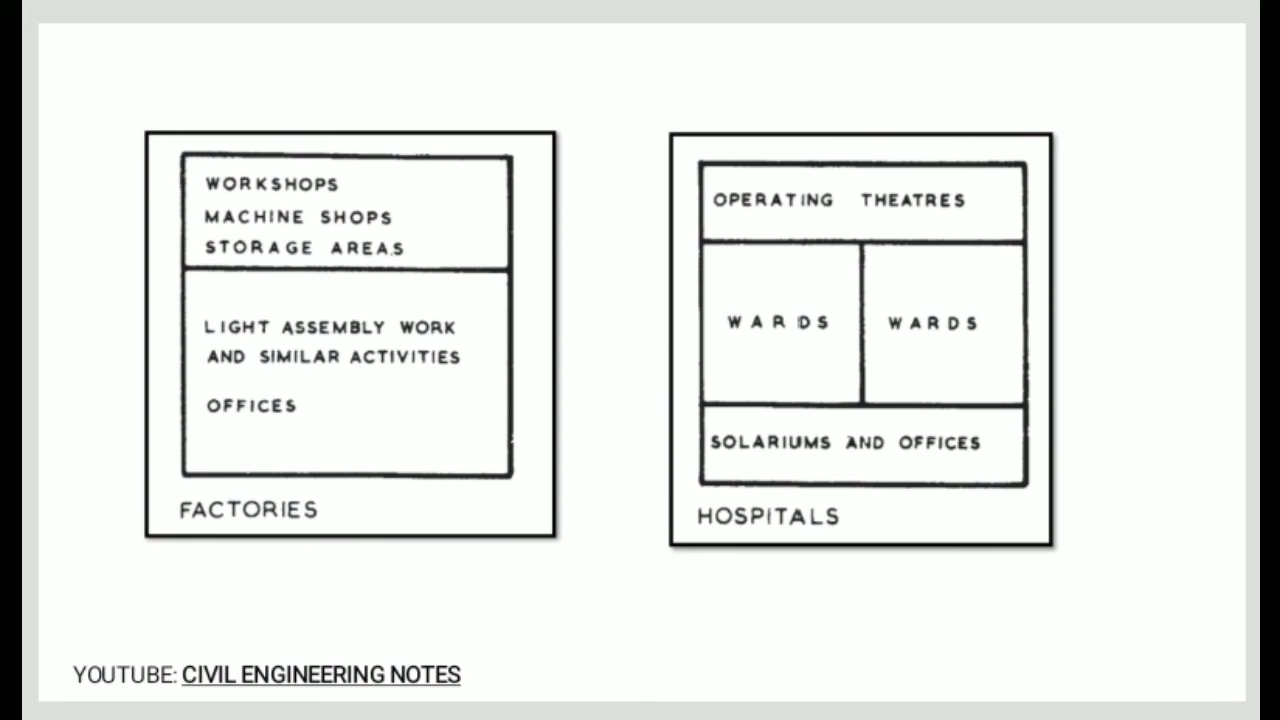 WORKSHOPS
MACHINE SHOPS
STORAGE AREAS
LIGHT ASSEMBLY WORK
AND SIMILAR ACTIVITIES
OFFICES
FACTORIES
OPERATING THEATRES
WARDS
WARDS
SOLARIUMS AND OFFICES
HOSPITALS
YOUTUBE: CIVIL ENGINEERING NOTES